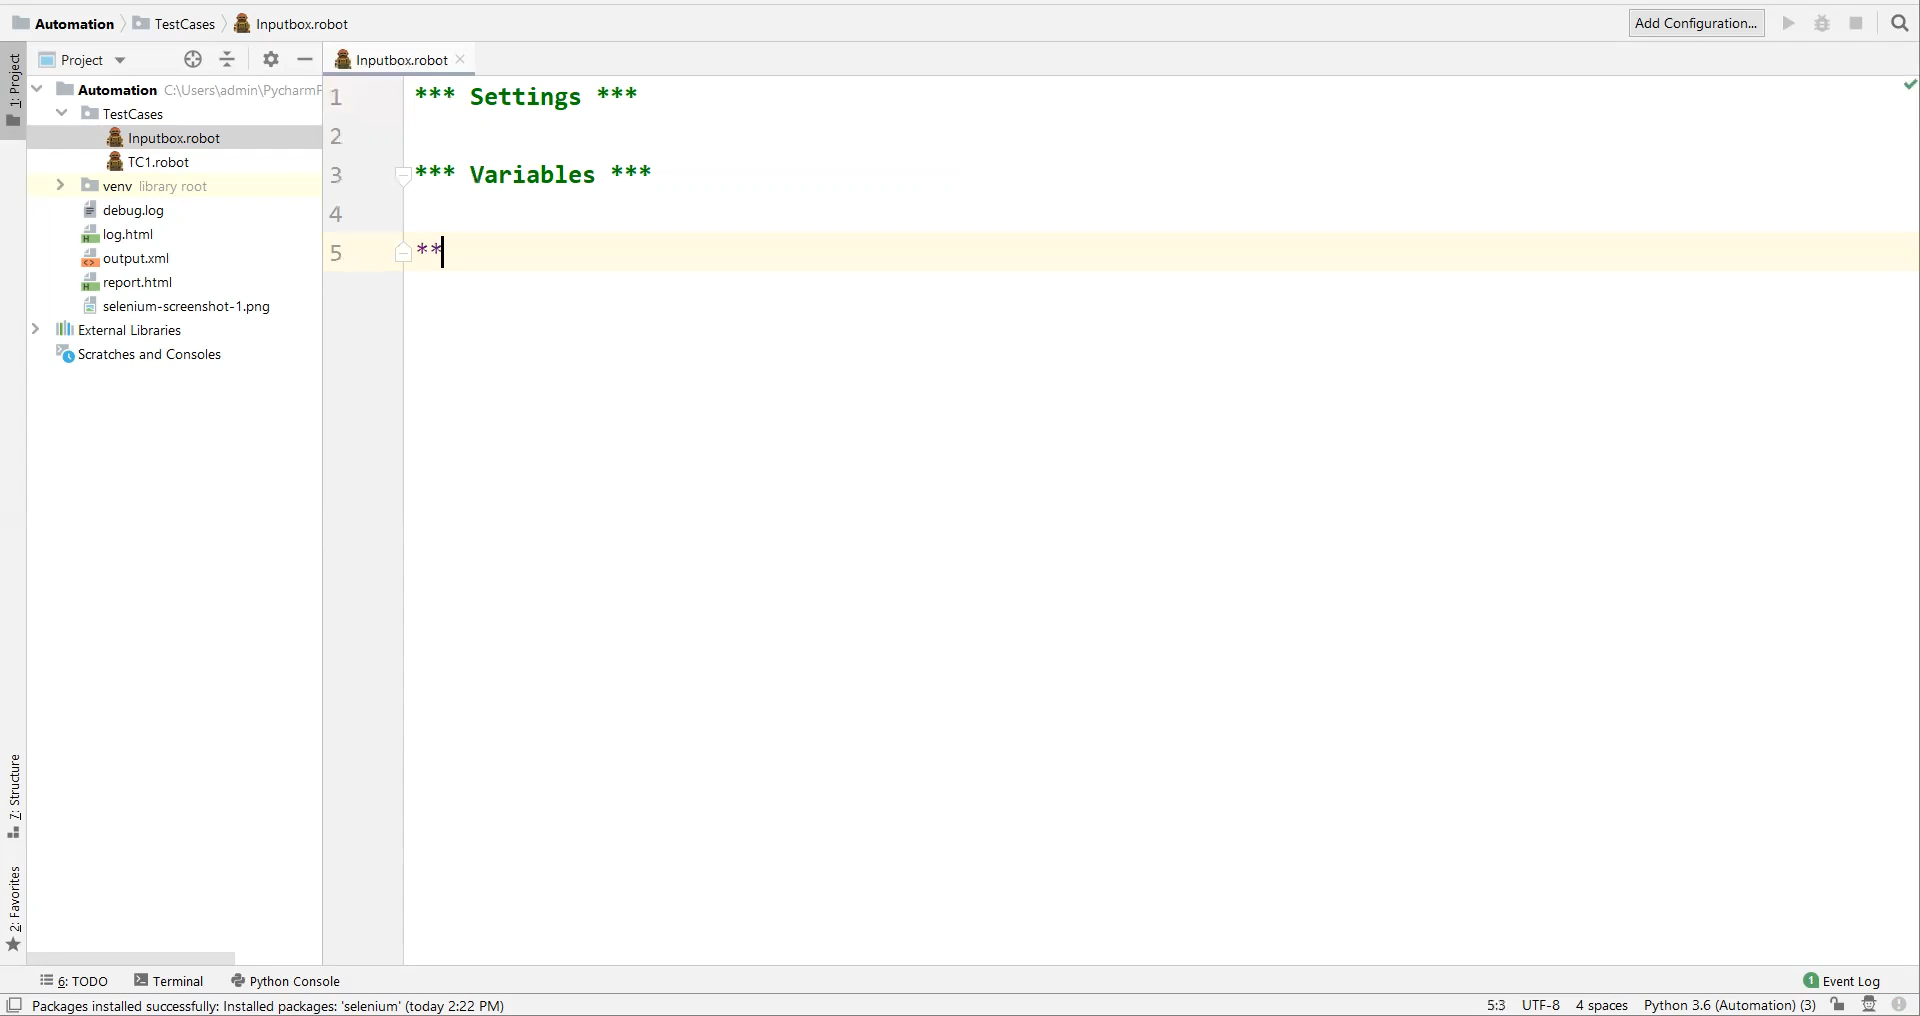 Automation TestCases Inputbox.robot Add Configuration...
1: Project
Project
Inputbox.robot
Automation C:\Users\admin\PycharmP
TestCases
Inputbox.robot
TC1.robot
venv library root
debug.log
log.html
output.xml
report.html
selenium-screenshot-1.png
External Libraries
Scratches and Consoles
1 *** Settings ***
2
3 *** Variables ***
4
5 **
7: Structure
2: Favorites
6: TODO Terminal Python Console 1 Event Log
Packages installed successfully: Installed packages: 'selenium' (today 2:22 PM) 5:3 UTF-8 4 spaces Python 3.6 (Automation) (3)